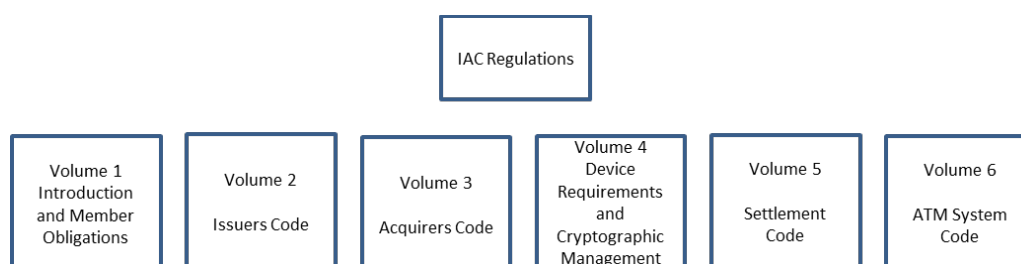 IAC Regulations
Volume 1
Introduction
and Member
Obligations
Volume 2
Issuers Code
Volume 3
Acquirers Code
Volume 4
Device
Requirements
and
Cryptographic
Management
Volume 5
Settlement
Code
Volume 6
ATM System
Code